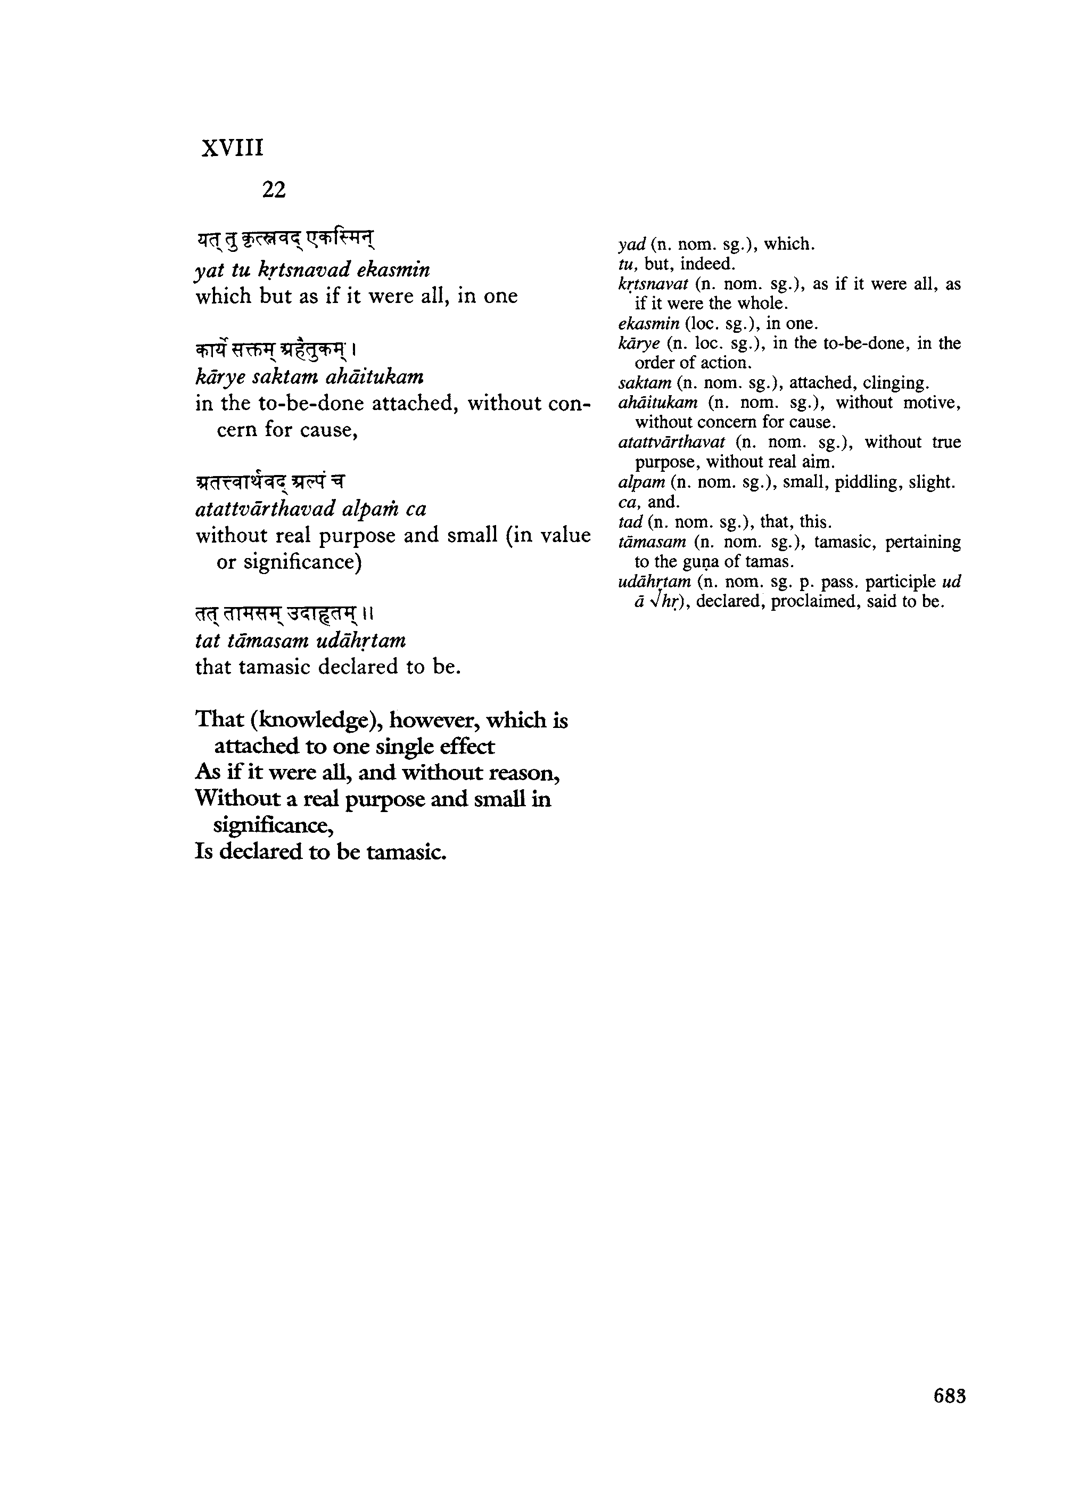 XVIII
22
यत् तु कृत्स्नवद् एकस्मिन्
yat tu kṛtsnavad ekasmin
which but as if it were all, in one
कार्ये सक्तम् अहैतुकम् ।
kārye saktam ahāitukam
in the to-be-done attached, without con-
cern for cause,
अतत्त्वार्थवद् अल्पं च
atattvārthavad alpaṁ ca
without real purpose and small (in value
or significance)
तत् तामसम् उदाहृतम् ॥
tat tāmasam udāhṛtam
that tamasic declared to be.
That (knowledge), however, which is
attached to one single effect
As if it were all, and without reason,
Without a real purpose and small in
significance,
Is declared to be tamasic.
yad (n. nom. sg.), which.
tu, but, indeed.
kṛtsnavat (n. nom. sg.), as if it were all, as
if it were the whole.
ekasmin (loc. sg.), in one.
kārye (n. loc. sg.), in the to-be-done, in the
order of action.
saktam (n. nom. sg.), attached, clinging.
ahāitukam (n. nom. sg.), without motive,
without concern for cause.
atattvārthavat (n. nom. sg.), without true
purpose, without real aim.
alpam (n. nom. sg.), small, piddling, slight.
ca, and.
tad (n. nom. sg.), that, this.
tāmasam (n. nom. sg.), tamasic, pertaining
to the guṇa of tamas.
udāhṛtam (n. nom. sg. p. pass. participle ud
ā √hṛ), declared, proclaimed, said to be.
683